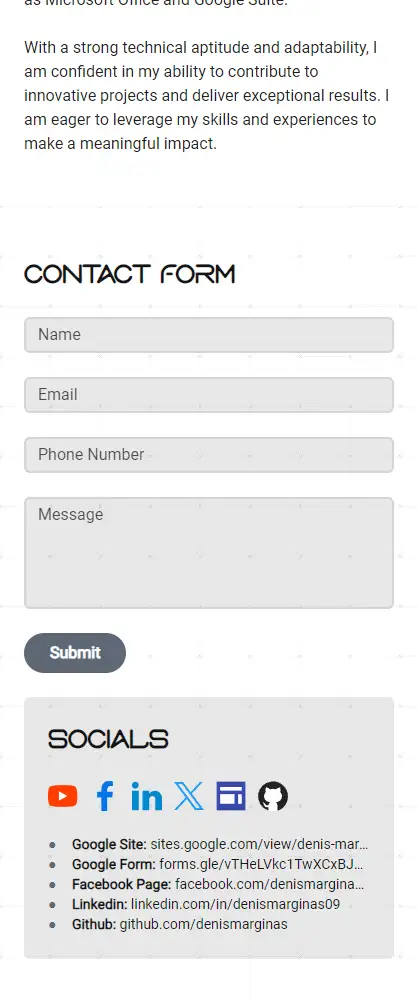 as Microsoft Office and Google Suite.
With a strong technical aptitude and adaptability, I
am confident in my ability to contribute to
innovative projects and deliver exceptional results. I
am eager to leverage my skills and experiences to
make a meaningful impact.
CONTACT FORM
Name
Email
Phone Number
Message
Submit
SOCIALS
Google Site: sites.google.com/view/denis-mar...
Google Form: forms.gle/vTHeLVkc1TwXCxBJ...
Facebook Page: facebook.com/denismargina...
Linkedin: linkedin.com/in/denismarginas09
Github: github.com/denismarginas